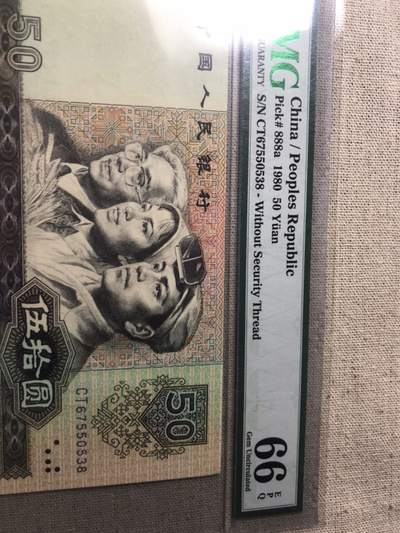 MG
China / Peoples Republic
Pick# 888a 1980 50 Yüan
S/N CT67550538 - Without Security Thread
66
EPQ
Gem Uncirculated
50
中国人民银行
伍拾圆
CT67550538
50